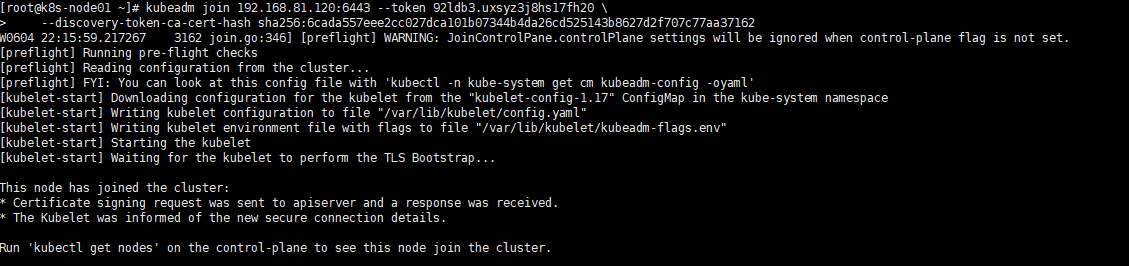 [root@k8s-node01 ~]# kubeadm join 192.168.81.120:6443 --token 92ldb3.uxsyz3j8hs17fh20 \
>     --discovery-token-ca-cert-hash sha256:6cada557eee2cc027dca101b07344b4da26cd525143b8627d2f707c77aa37162
W0604 22:15:59.217267    3162 join.go:346] [preflight] WARNING: JoinControlPane.controlPlane settings will be ignored when control-plane flag is not set.
[preflight] Running pre-flight checks
[preflight] Reading configuration from the cluster...
[preflight] FYI: You can look at this config file with 'kubectl -n kube-system get cm kubeadm-config -oyaml'
[kubelet-start] Downloading configuration for the kubelet from the "kubelet-config-1.17" ConfigMap in the kube-system namespace
[kubelet-start] Writing kubelet configuration to file "/var/lib/kubelet/config.yaml"
[kubelet-start] Writing kubelet environment file with flags to file "/var/lib/kubelet/kubeadm-flags.env"
[kubelet-start] Starting the kubelet
[kubelet-start] Waiting for the kubelet to perform the TLS Bootstrap...
This node has joined the cluster:
* Certificate signing request was sent to apiserver and a response was received.
* The Kubelet was informed of the new secure connection details.
Run 'kubectl get nodes' on the control-plane to see this node join the cluster.